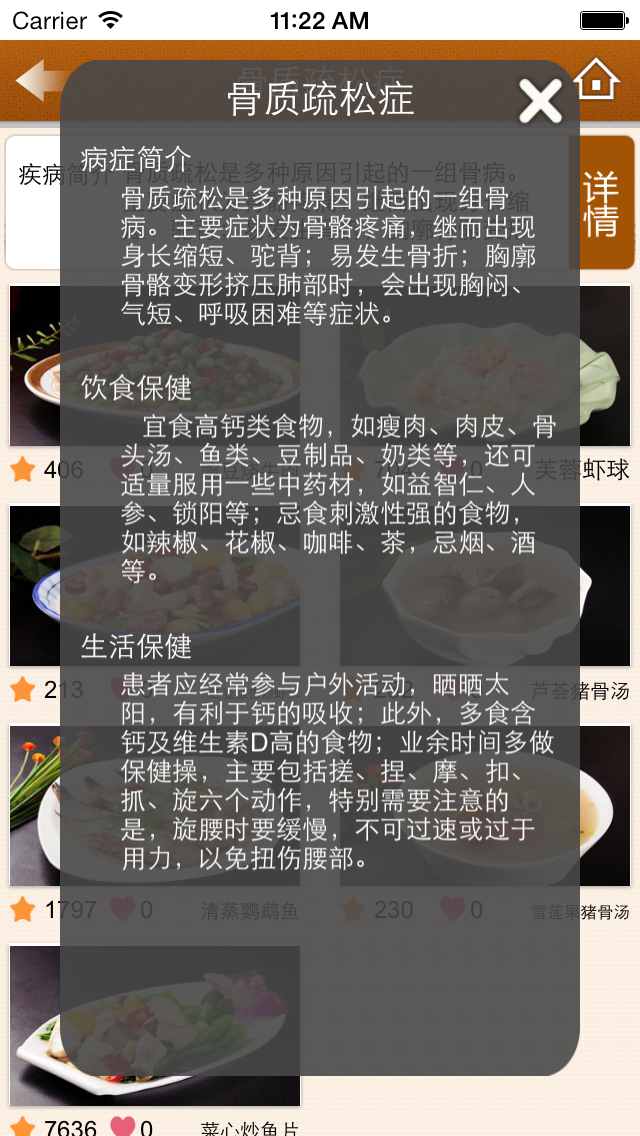 Carrier 11:22 AM
骨质疏松症
病症简介
骨质疏松是多种原因引起的一组骨
病。主要症状为骨骼疼痛，继而出现
身长缩短、驼背；易发生骨折；胸廓
骨骼变形挤压肺部时，会出现胸闷、
气短、呼吸困难等症状。
饮食保健
宜食高钙类食物，如瘦肉、肉皮、骨
头汤、鱼类、豆制品、奶类等，还可
适量服用一些中药材，如益智仁、人
参、锁阳等；忌食刺激性强的食物，
如辣椒、花椒、咖啡、茶，忌烟、酒
等。
生活保健
患者应经常参与户外活动，晒晒太
阳，有利于钙的吸收；此外，多食含
钙及维生素D高的食物；业余时间多做
保健操，主要包括搓、捏、摩、扣、
抓、旋六个动作，特别需要注意的
是，旋腰时要缓慢，不可过速或过于
用力，以免扭伤腰部。
疾病简介 骨质疏松是多种原因引起的一组骨病。
详情
406 0
0 芙蓉虾球
213
芦荟猪骨汤
1797 0 清蒸鹦鹉鱼
230 0 雪莲果猪骨汤
7636 0 菜心炒鱼片